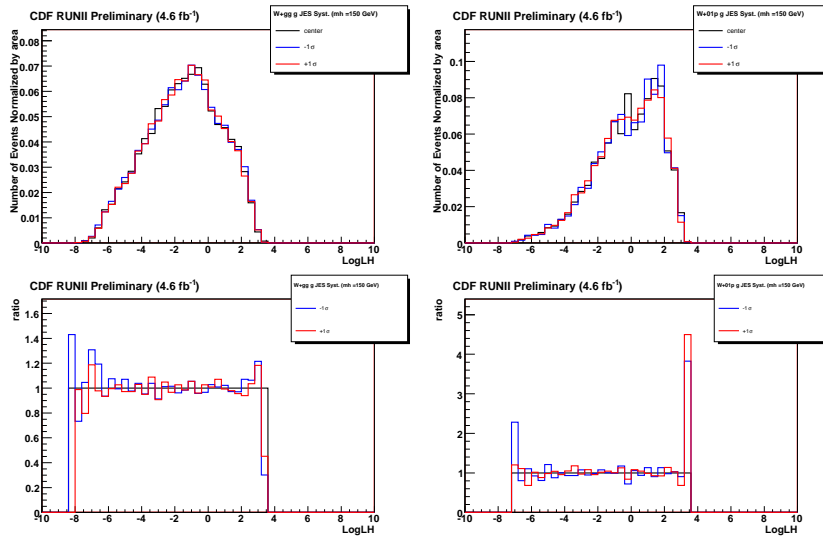 CDF RUNII Preliminary (4.6 fb⁻¹)
W+gg g JES Syst. (mh =150 GeV)
center
-1σ
+1σ
Number of Events Normalized by area
0.08
0.07
0.06
0.05
0.04
0.03
0.02
0.01
0
-10 -8 -6 -4 -2 0 2 4 6 8 10
LogLH
CDF RUNII Preliminary (4.6 fb⁻¹)
W+01p g JES Syst. (mh =150 GeV)
center
-1σ
+1σ
Number of Events Normalized by area
0.1
0.08
0.06
0.04
0.02
0
-10 -8 -6 -4 -2 0 2 4 6 8 10
LogLH
CDF RUNII Preliminary (4.6 fb⁻¹)
W+gg g JES Syst. (mh =150 GeV)
-1σ
+1σ
ratio
1.6
1.4
1.2
1
0.8
0.6
0.4
0.2
0
-10 -8 -6 -4 -2 0 2 4 6 8 10
LogLH
CDF RUNII Preliminary (4.6 fb⁻¹)
W+01p g JES Syst. (mh =150 GeV)
-1σ
+1σ
ratio
5
4
3
2
1
0
-10 -8 -6 -4 -2 0 2 4 6 8 10
LogLH